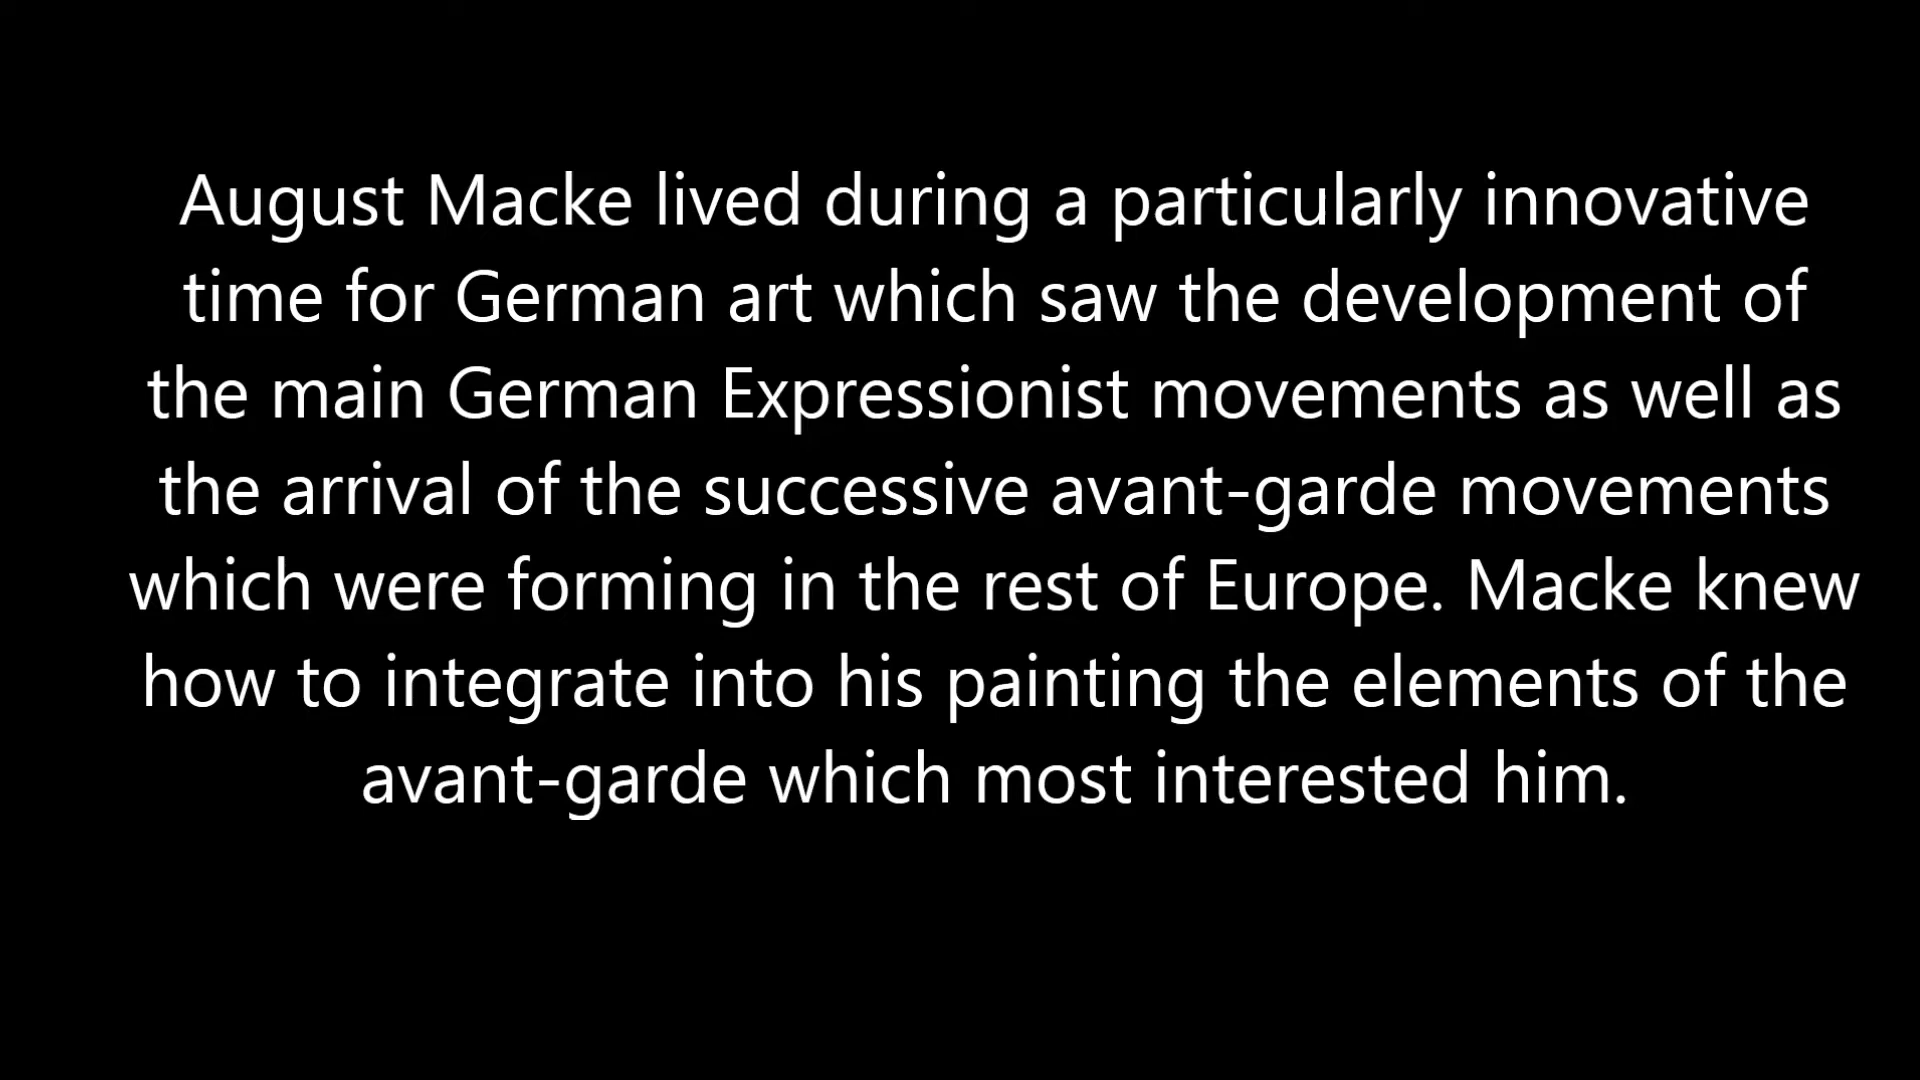 August Macke lived during a particularly innovative
time for German art which saw the development of
the main German Expressionist movements as well as
the arrival of the successive avant-garde movements
which were forming in the rest of Europe. Macke knew
how to integrate into his painting the elements of the
avant-garde which most interested him.